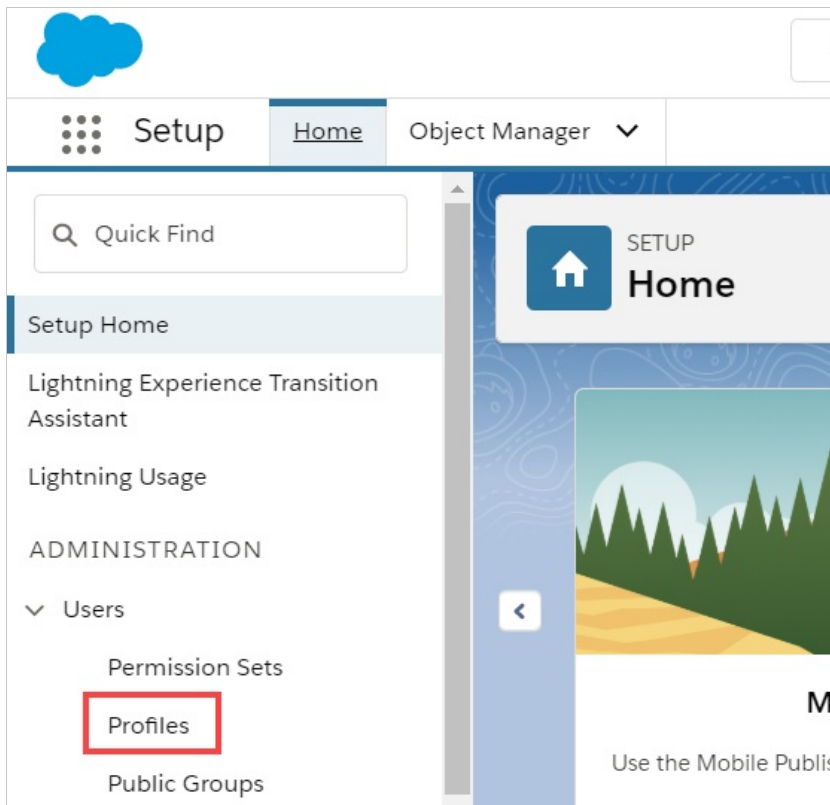 Setup
Home
Object Manager
Quick Find
SETUP
Home
Setup Home
Lightning Experience Transition
Assistant
Lightning Usage
ADMINISTRATION
Users
Permission Sets
Profiles
Public Groups
M
Use the Mobile Publis